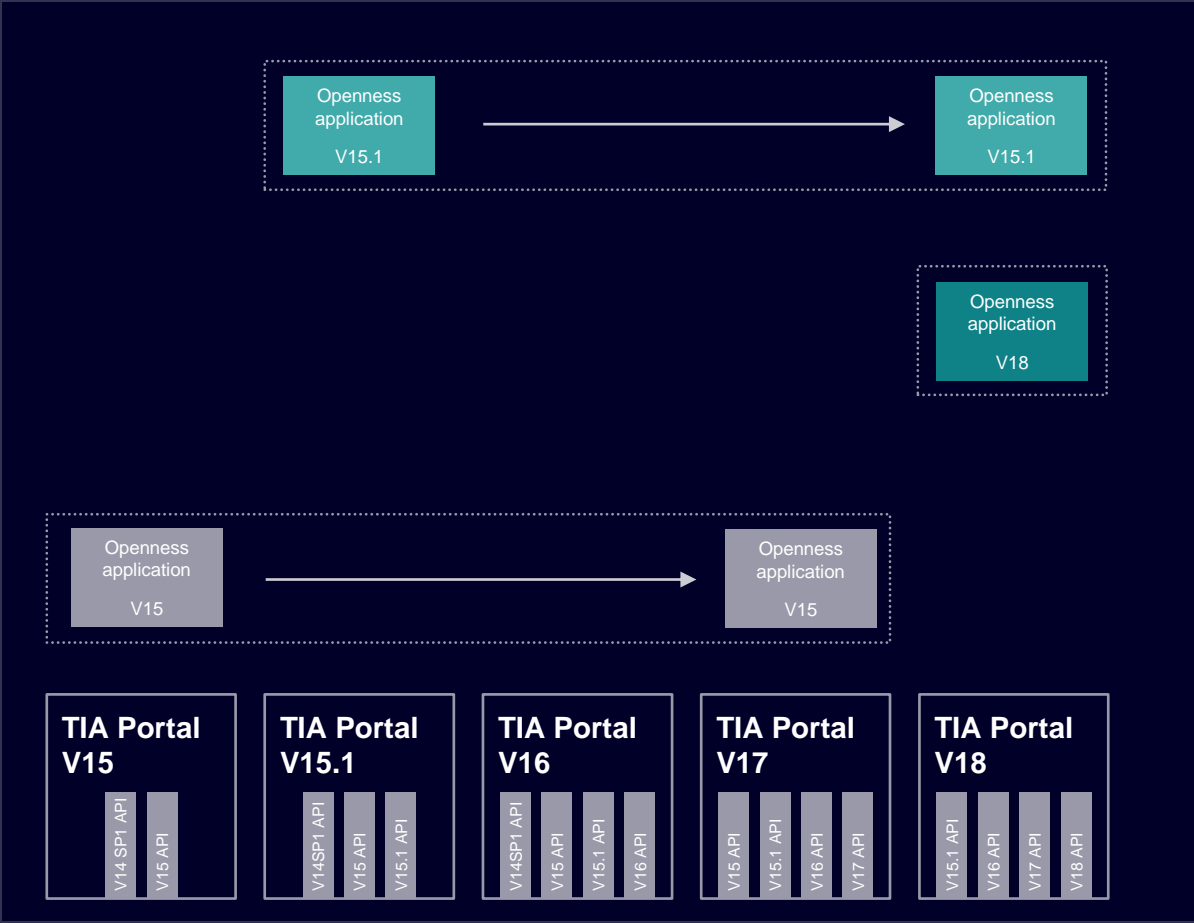 Openness
application
V15.1
Openness
application
V15.1
Openness
application
V18
Openness
application
V15
Openness
application
V15
TIA Portal
V15
V14 SP1 API
V15 API
TIA Portal
V15.1
V14SP1 API
V15 API
V15.1 API
TIA Portal
V16
V14SP1 API
V15 API
V15.1 API
V16 API
TIA Portal
V17
V15 API
V15.1 API
V16 API
V17 API
TIA Portal
V18
V15.1 API
V16 API
V17 API
V18 API